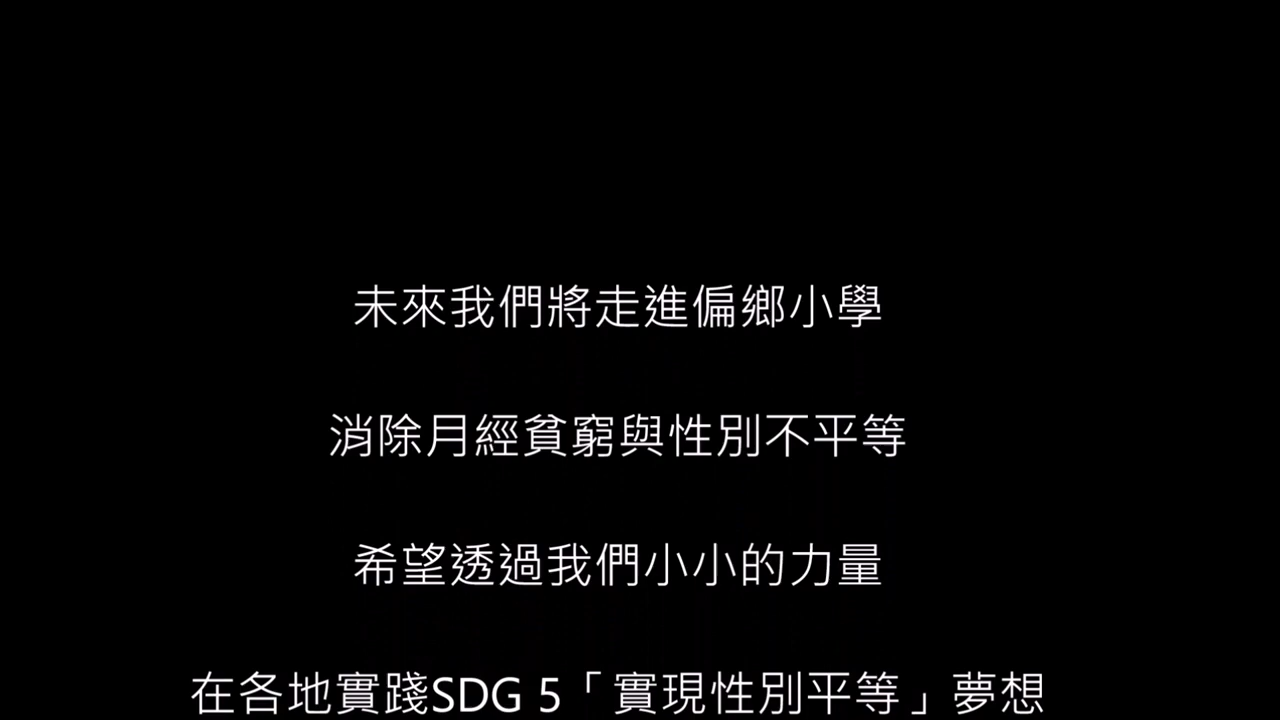 未來我們將走進偏鄉小學
消除月經貧窮與性別不平等
希望透過我們小小的力量
在各地實踐SDG 5「實現性別平等」夢想